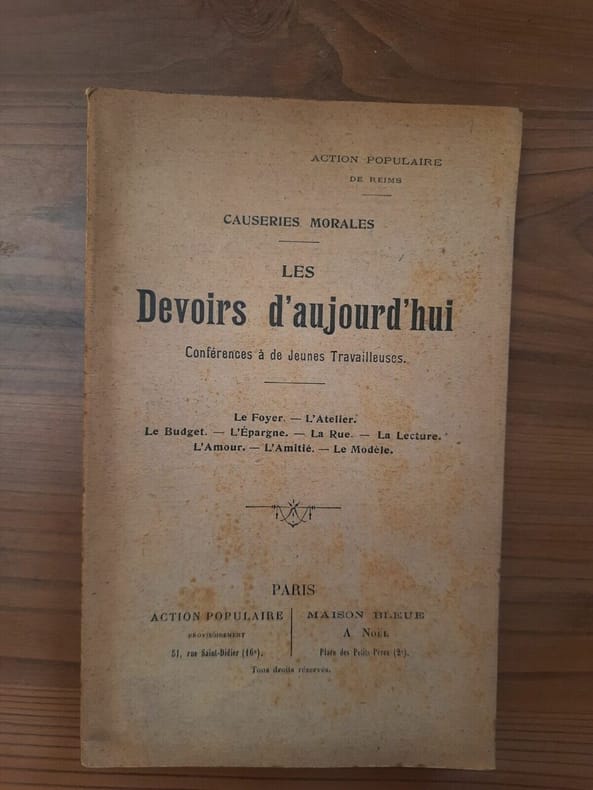 ACTION POPULAIRE
DE REIMS
CAUSERIES MORALES
LES
Devoirs d'aujourd'hui
Conférences à de Jeunes Travailleuses.
Le Foyer. — L'Atelier.
Le Budget. — L'Épargne. — La Rue. — La Lecture.
L'Amour. — L'Amitié. — Le Modèle.
PARIS
ACTION POPULAIRE
PROVISOIREMENT
51, rue Saint-Didier (16e).
MAISON BLEUE
A NOEL
Place des Petits-Pères (2e).
Tous droits réservés.